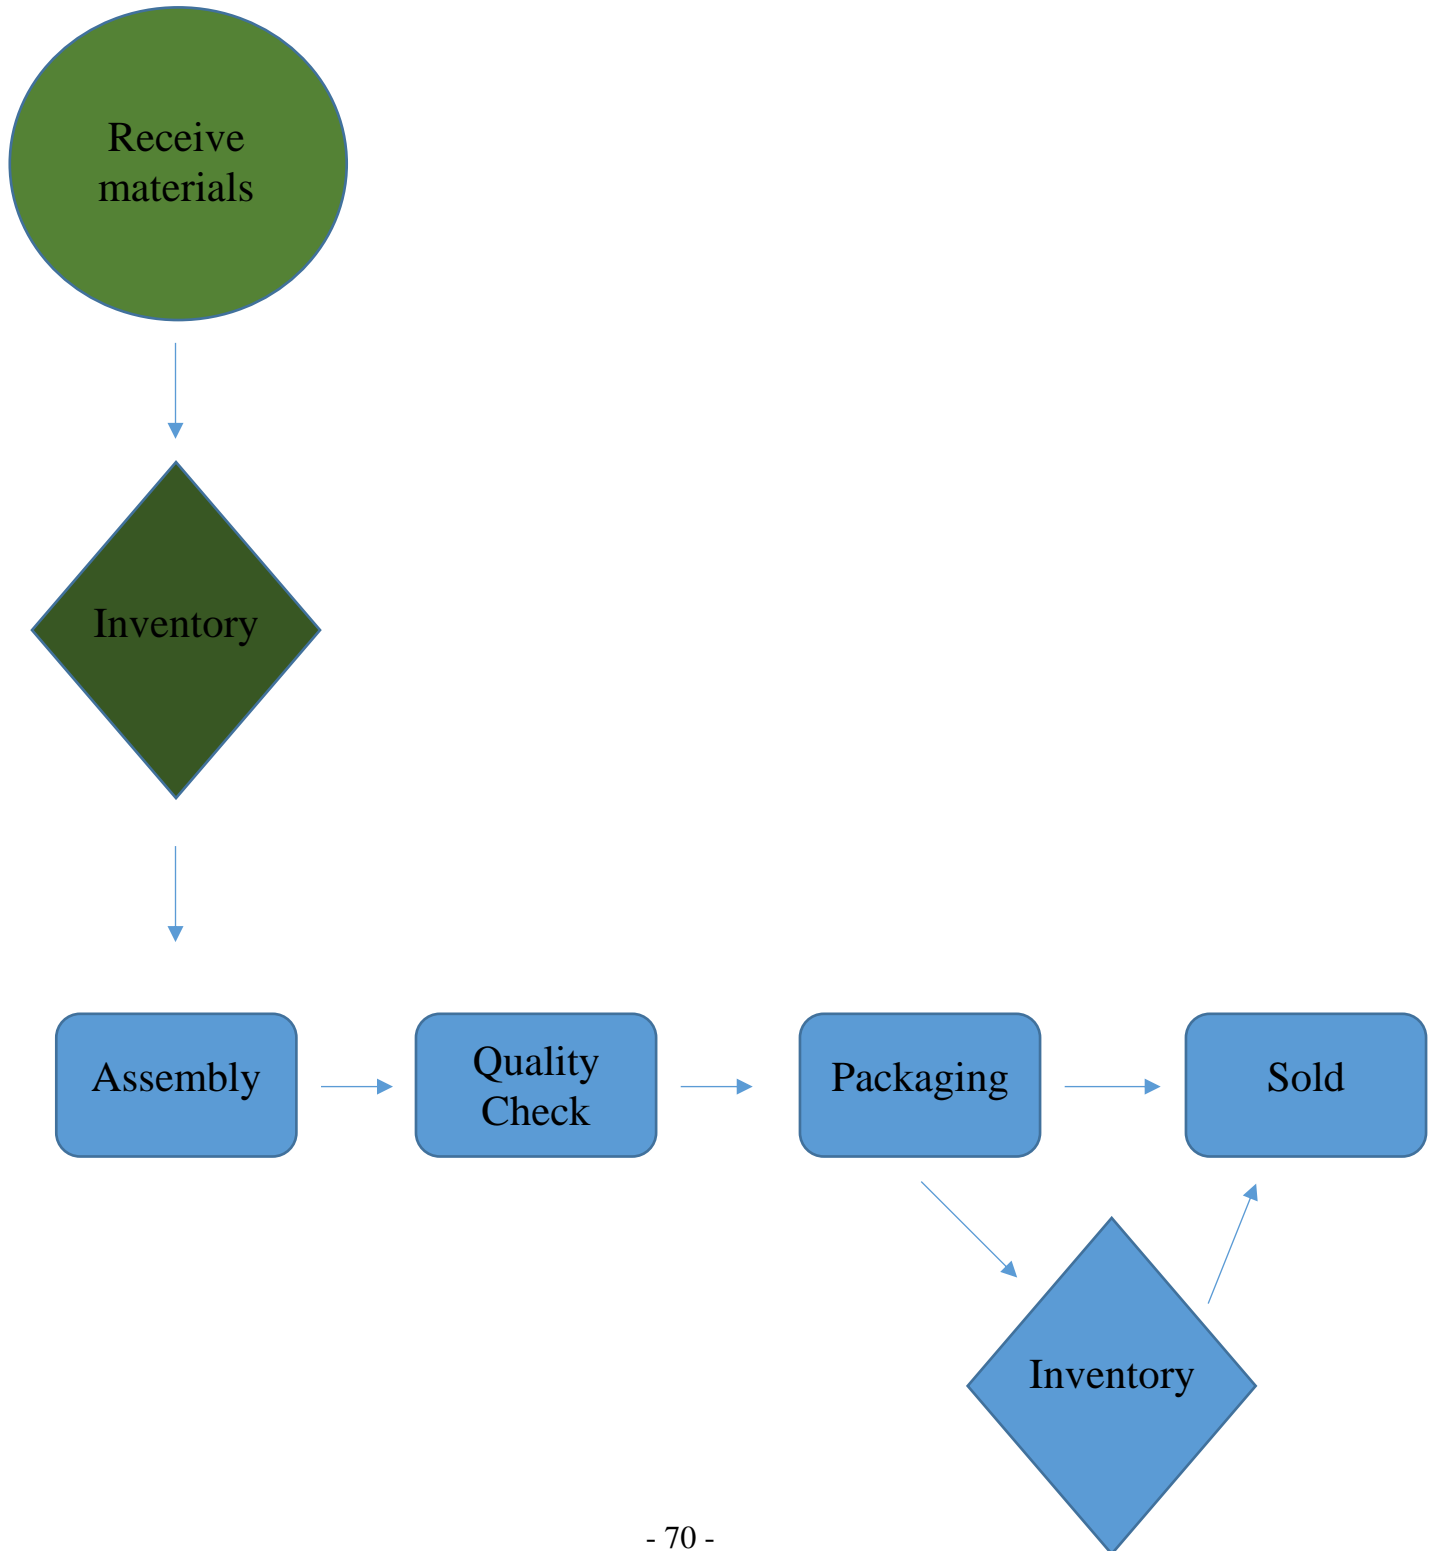 Receive
materials
Inventory
Assembly
Quality
Check
Packaging
Sold
Inventory
- 70 -